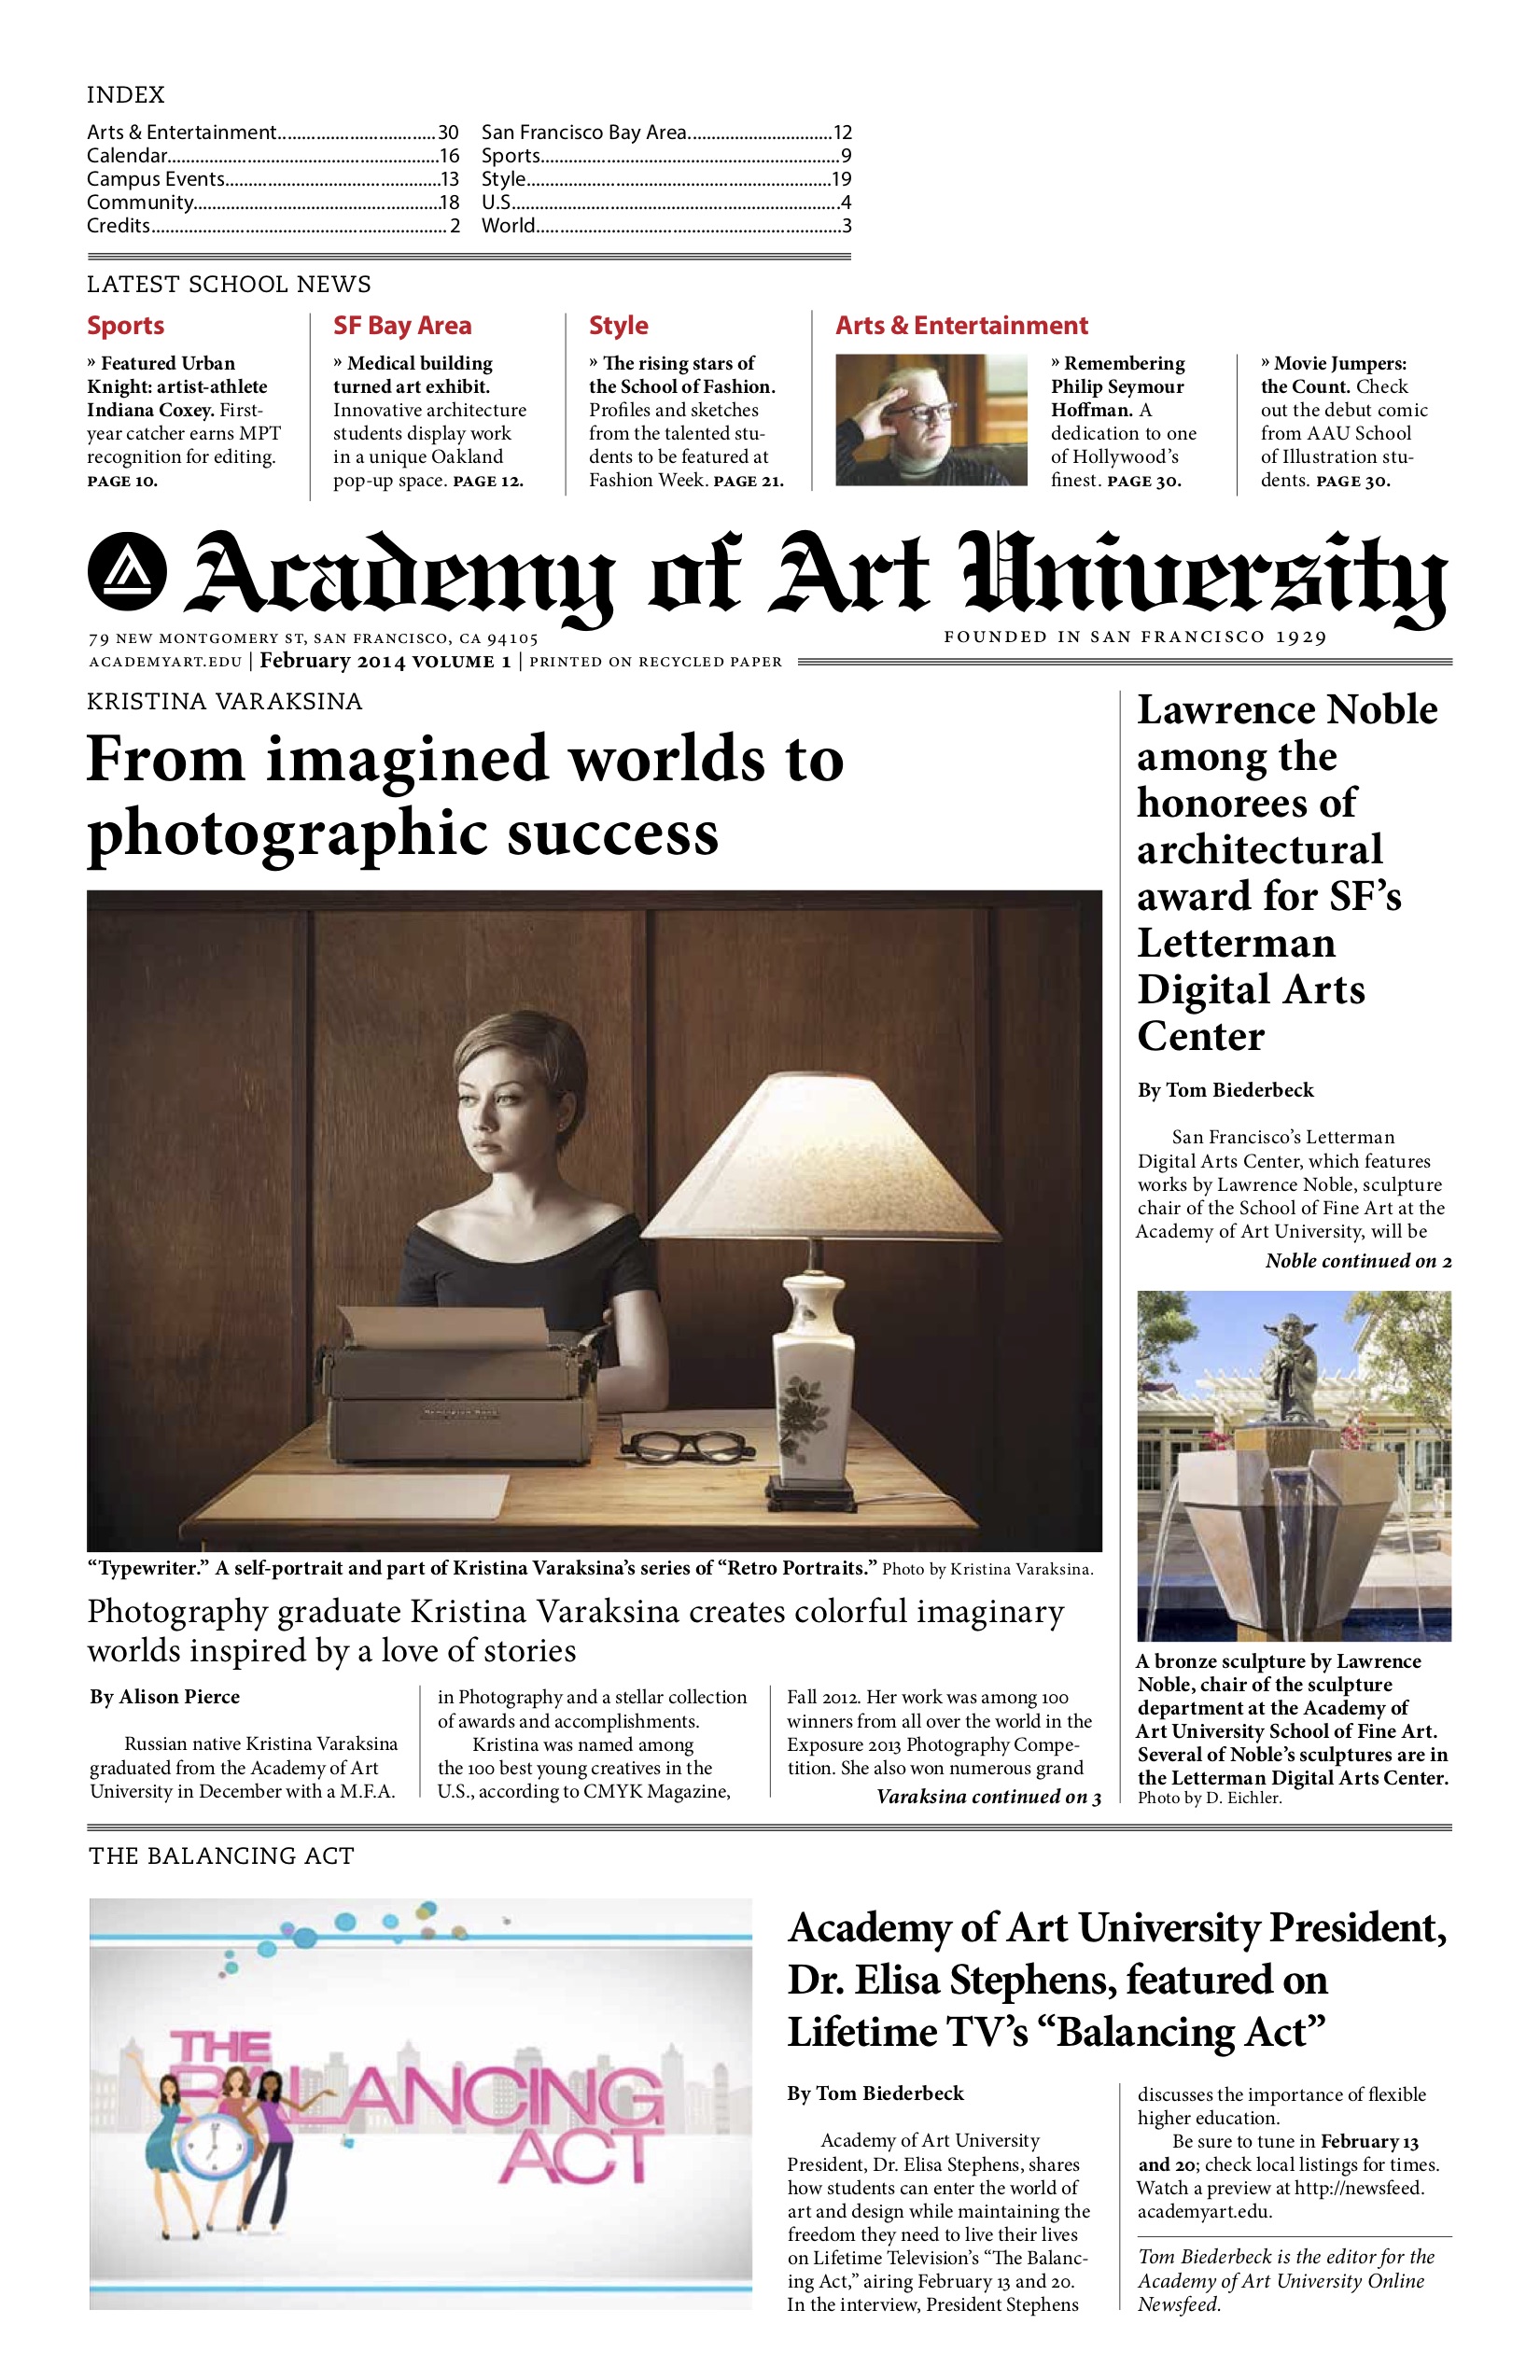 INDEX
Arts & Entertainment..................................30
Calendar..........................................................16
Campus Events..............................................13
Community.....................................................18
Credits...............................................................2
San Francisco Bay Area..............................12
Sports................................................................9
Style.................................................................19
U.S......................................................................4
World.................................................................3
LATEST SCHOOL NEWS
Sports
» Featured Urban
Knight: artist-athlete
Indiana Coxey. First-
year catcher earns MPT
recognition for editing.
PAGE 10.
SF Bay Area
» Medical building
turned art exhibit.
Innovative architecture
students display work
in a unique Oakland
pop-up space. PAGE 12.
Style
» The rising stars of
the School of Fashion.
Profiles and sketches
from the talented stu-
dents to be featured at
Fashion Week. PAGE 21.
Arts & Entertainment
» Remembering
Philip Seymour
Hoffman. A
dedication to one
of Hollywood's
finest. PAGE 30.
» Movie Jumpers:
the Count. Check
out the debut comic
from AAU School
of Illustration stu-
dents. PAGE 30.
Academy of Art University
79 NEW MONTGOMERY ST, SAN FRANCISCO, CA 94105
FOUNDED IN SAN FRANCISCO 1929
ACADEMYART.EDU | February 2014 VOLUME 1 | PRINTED ON RECYCLED PAPER
KRISTINA VARAKSINA
From imagined worlds to
photographic success
"Typewriter." A self-portrait and part of Kristina Varaksina's series of "Retro Portraits." Photo by Kristina Varaksina.
Photography graduate Kristina Varaksina creates colorful imaginary
worlds inspired by a love of stories
By Alison Pierce
Russian native Kristina Varaksina
graduated from the Academy of Art
University in December with a M.F.A.
in Photography and a stellar collection
of awards and accomplishments.
Kristina was named among
the 100 best young creatives in the
U.S., according to CMYK Magazine,
Fall 2012. Her work was among 100
winners from all over the world in the
Exposure 2013 Photography Compe-
tition. She also won numerous grand
Varaksina continued on 3
Lawrence Noble
among the
honorees of
architectural
award for SF's
Letterman
Digital Arts
Center
By Tom Biederbeck
San Francisco's Letterman
Digital Arts Center, which features
works by Lawrence Noble, sculpture
chair of the School of Fine Art at the
Academy of Art University, will be
Noble continued on 2
A bronze sculpture by Lawrence
Noble, chair of the sculpture
department at the Academy of
Art University School of Fine Art.
Several of Noble's sculptures are in
the Letterman Digital Arts Center.
Photo by D. Eichler.
THE BALANCING ACT
THE
BALANCING
ACT
Academy of Art University President,
Dr. Elisa Stephens, featured on
Lifetime TV's "Balancing Act"
By Tom Biederbeck
Academy of Art University
President, Dr. Elisa Stephens, shares
how students can enter the world of
art and design while maintaining the
freedom they need to live their lives
on Lifetime Television's "The Balanc-
ing Act," airing February 13 and 20.
In the interview, President Stephens
discusses the importance of flexible
higher education.
Be sure to tune in February 13
and 20; check local listings for times.
Watch a preview at http://newsfeed.
academyart.edu.
Tom Biederbeck is the editor for the
Academy of Art University Online
Newsfeed.